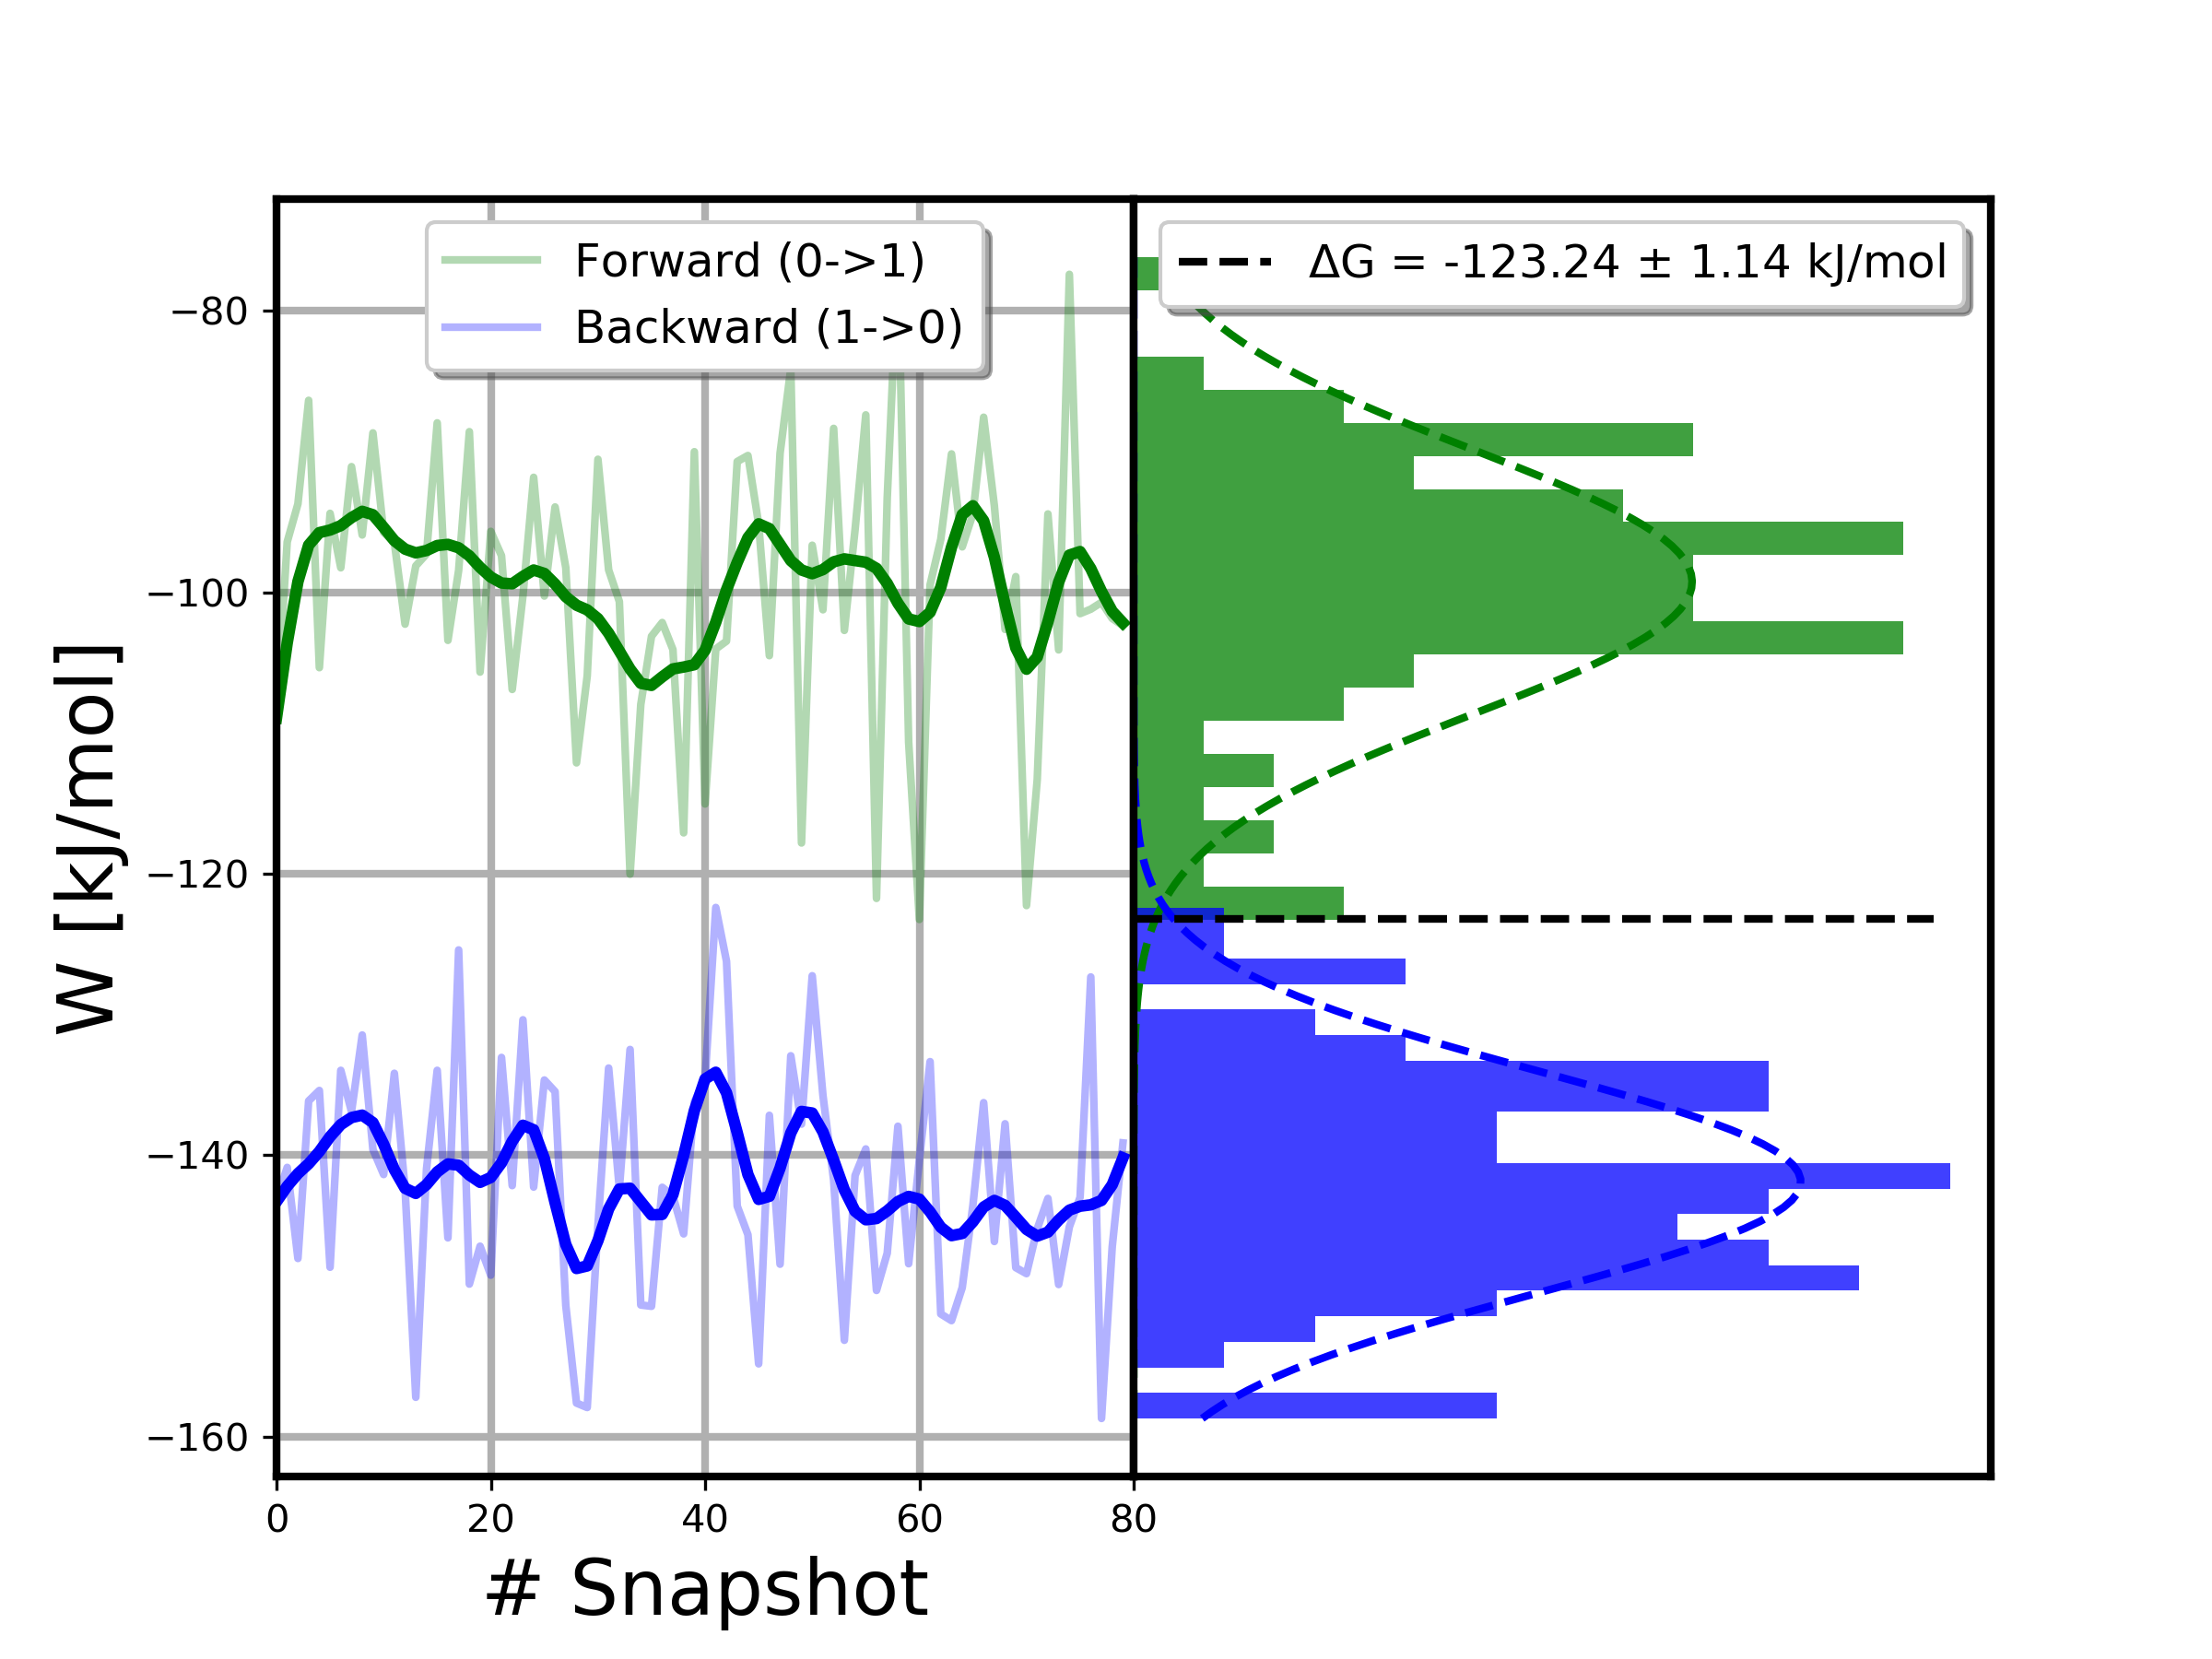 Forward (0->1)
Backward (1->0)
ΔG = -123.24 ± 1.14 kJ/mol
W [kJ/mol]
−80
−100
−120
−140
−160
0 20 40 60 80
# Snapshot